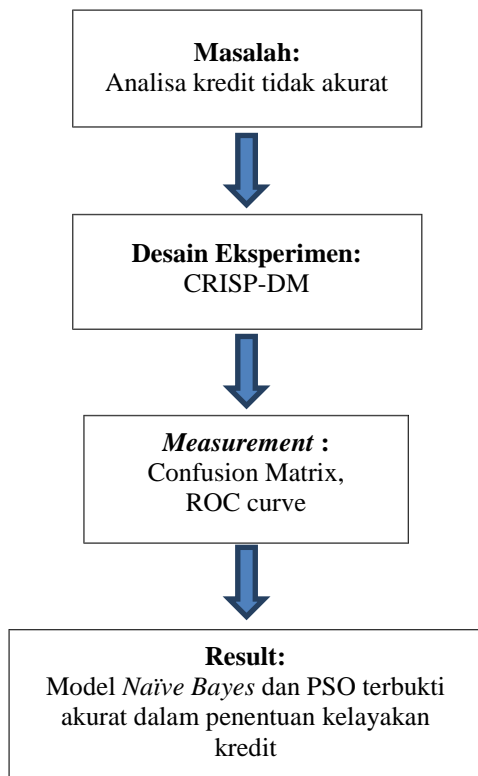 Masalah:
Analisa kredit tidak akurat
Desain Eksperimen:
CRISP-DM
Measurement :
Confusion Matrix,
ROC curve
Result:
Model Naïve Bayes dan PSO terbukti
akurat dalam penentuan kelayakan
kredit